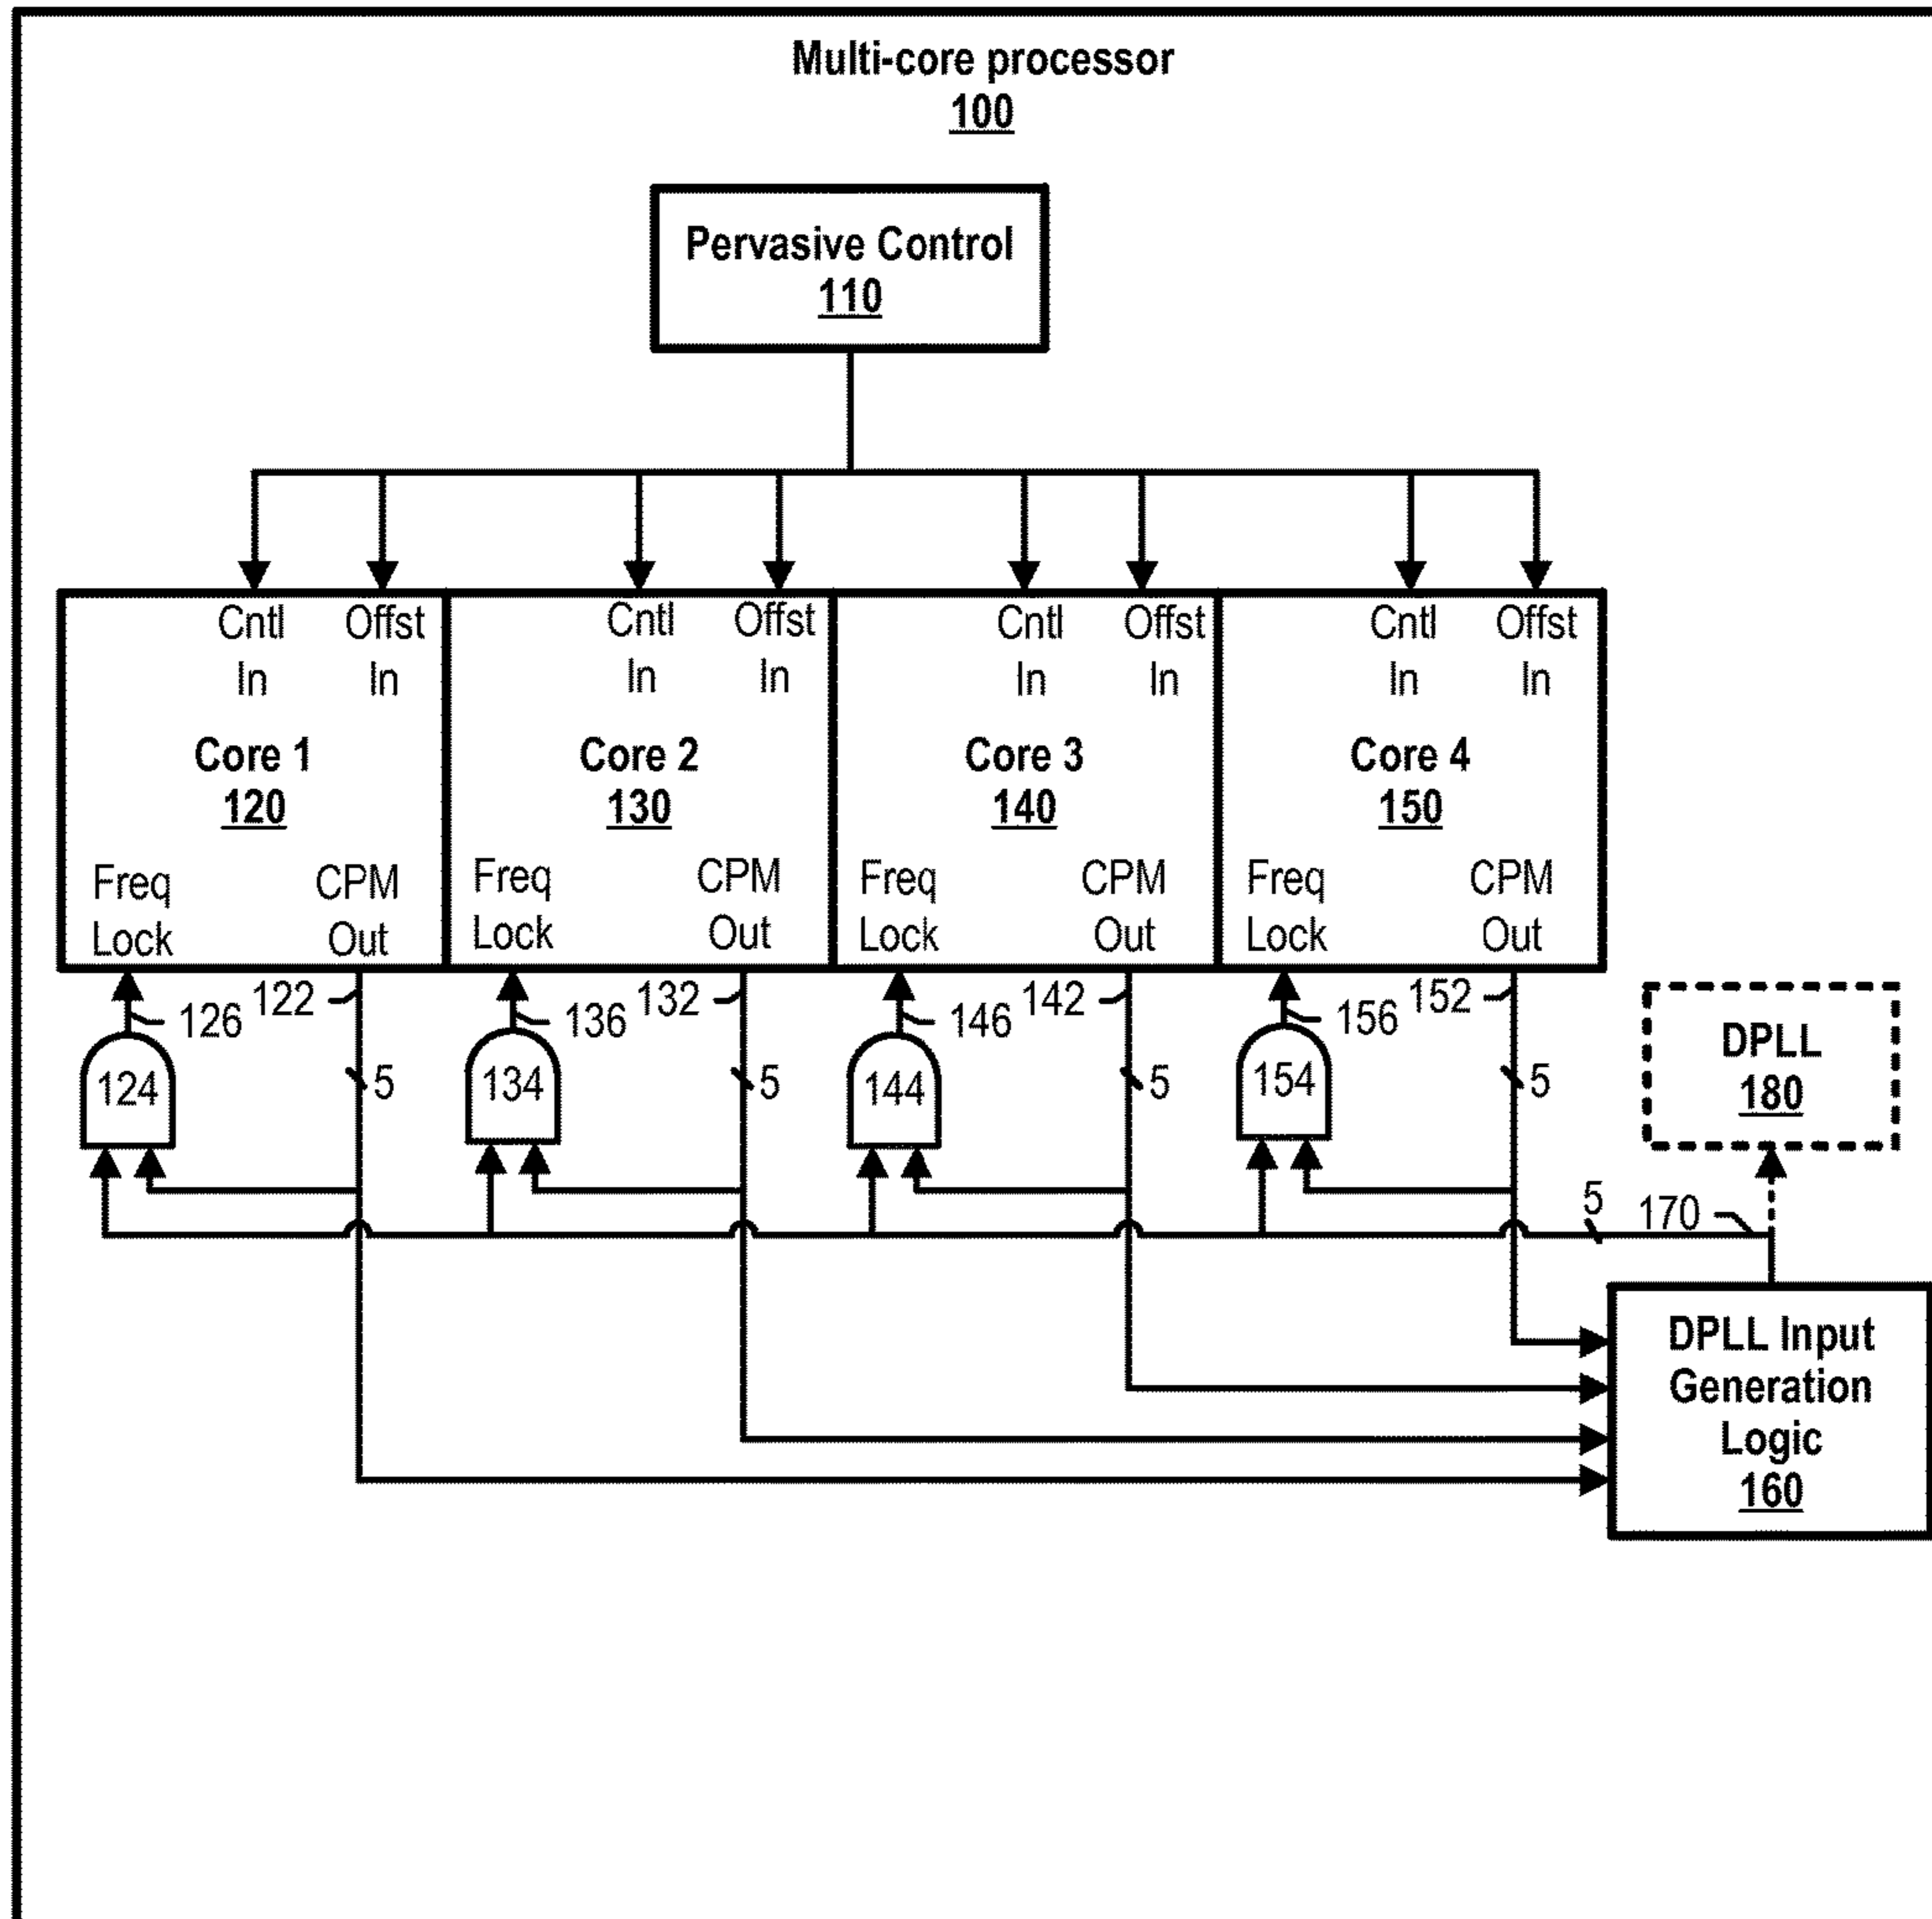 Multi-core processor
100
Pervasive Control
110
Cntl In
Offst In
Core 1
120
Freq Lock
CPM Out
Cntl In
Offst In
Core 2
130
Freq Lock
CPM Out
Cntl In
Offst In
Core 3
140
Freq Lock
CPM Out
Cntl In
Offst In
Core 4
150
Freq Lock
CPM Out
126
122
136
132
146
142
156
152
124
5
134
5
144
5
154
5
DPLL
180
5
170
DPLL Input
Generation
Logic
160